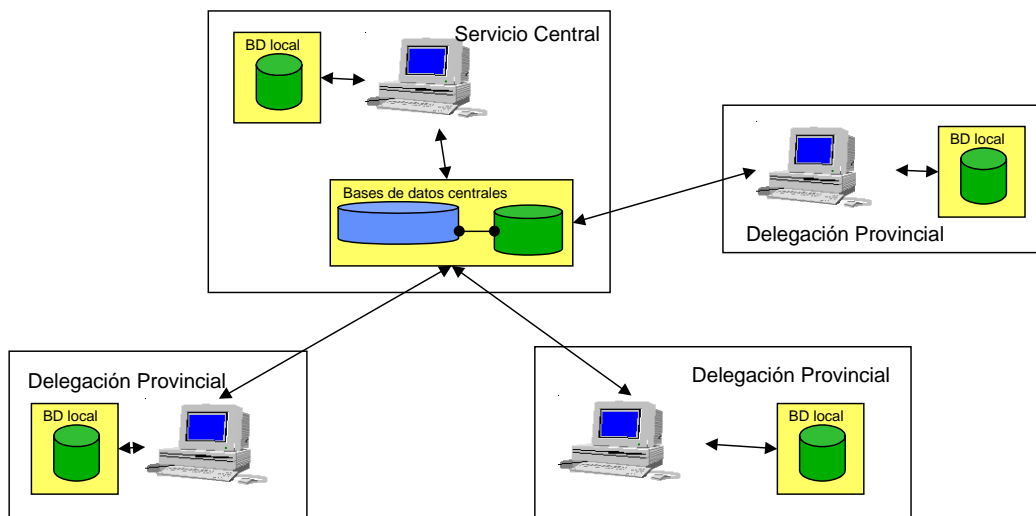 Servicio Central
BD local
Bases de datos centrales
BD local
Delegación Provincial
Delegación Provincial
BD local
Delegación Provincial
BD local